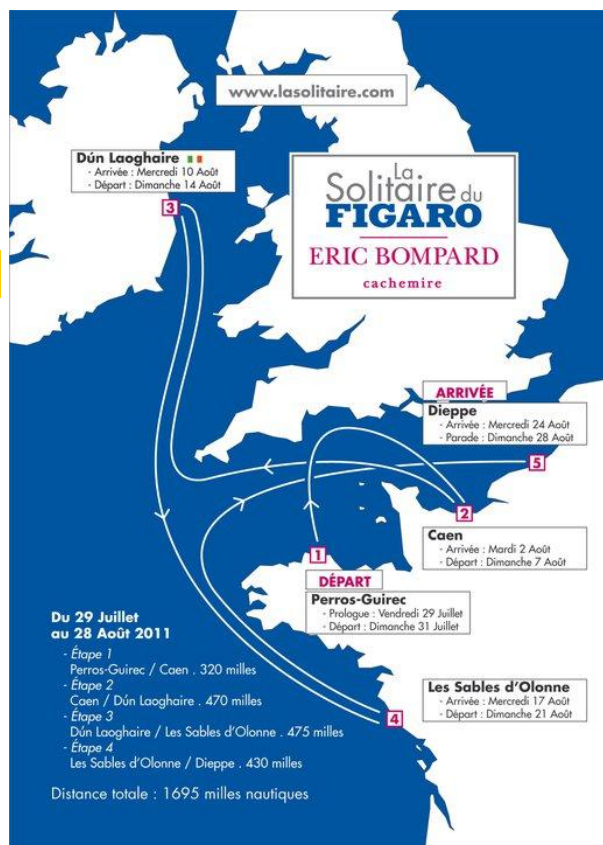 www.lasolitaire.com
Dún Laoghaire
- Arrivée : Mercredi 10 Août
- Départ : Dimanche 14 Août
3
La
Solitaire du
FIGARO
ERIC BOMPARD
cachemire
ARRIVÉE
Dieppe
- Arrivée : Mercredi 24 Août
- Parade : Dimanche 28 Août
5
2
Caen
- Arrivée : Mardi 2 Août
- Départ : Dimanche 7 Août
1
DÉPART
Perros-Guirec
- Prologue : Vendredi 29 Juillet
- Départ : Dimanche 31 Juillet
Les Sables d'Olonne
- Arrivée : Mercredi 17 Août
- Départ : Dimanche 21 Août
4
Du 29 Juillet
au 28 Août 2011
- Étape 1
Perros-Guirec / Caen . 320 milles
- Étape 2
Caen / Dún Laoghaire . 470 milles
- Étape 3
Dún Laoghaire / Les Sables d'Olonne . 475 milles
- Étape 4
Les Sables d'Olonne / Dieppe . 430 milles
Distance totale : 1695 milles nautiques